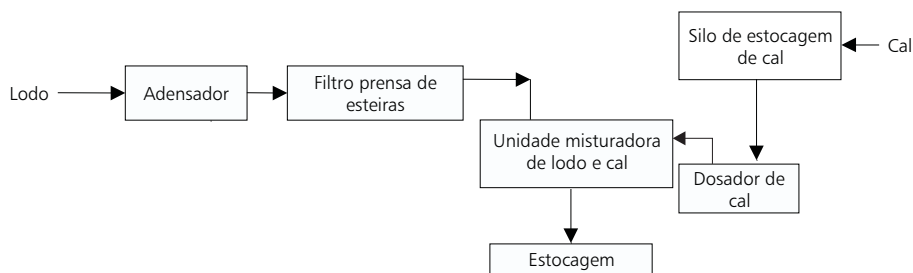 Lodo
Adensador
Filtro prensa de
esteiras
Silo de estocagem
de cal
Cal
Unidade misturadora
de lodo e cal
Dosador de
cal
Estocagem